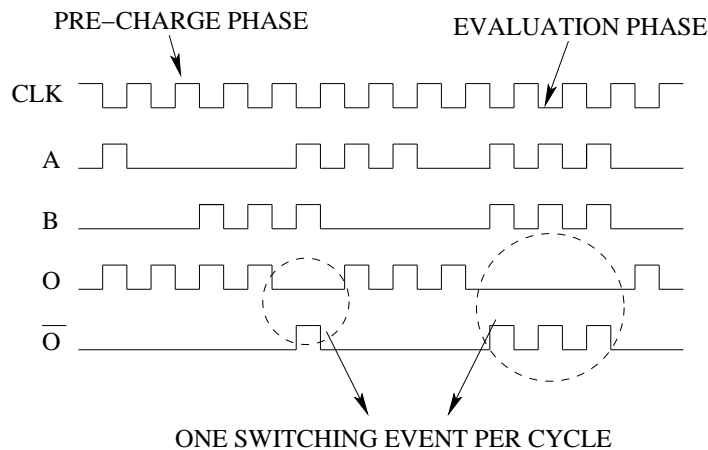 PRE−CHARGE PHASE
EVALUATION PHASE
CLK
A
B
O
O̅
ONE SWITCHING EVENT PER CYCLE